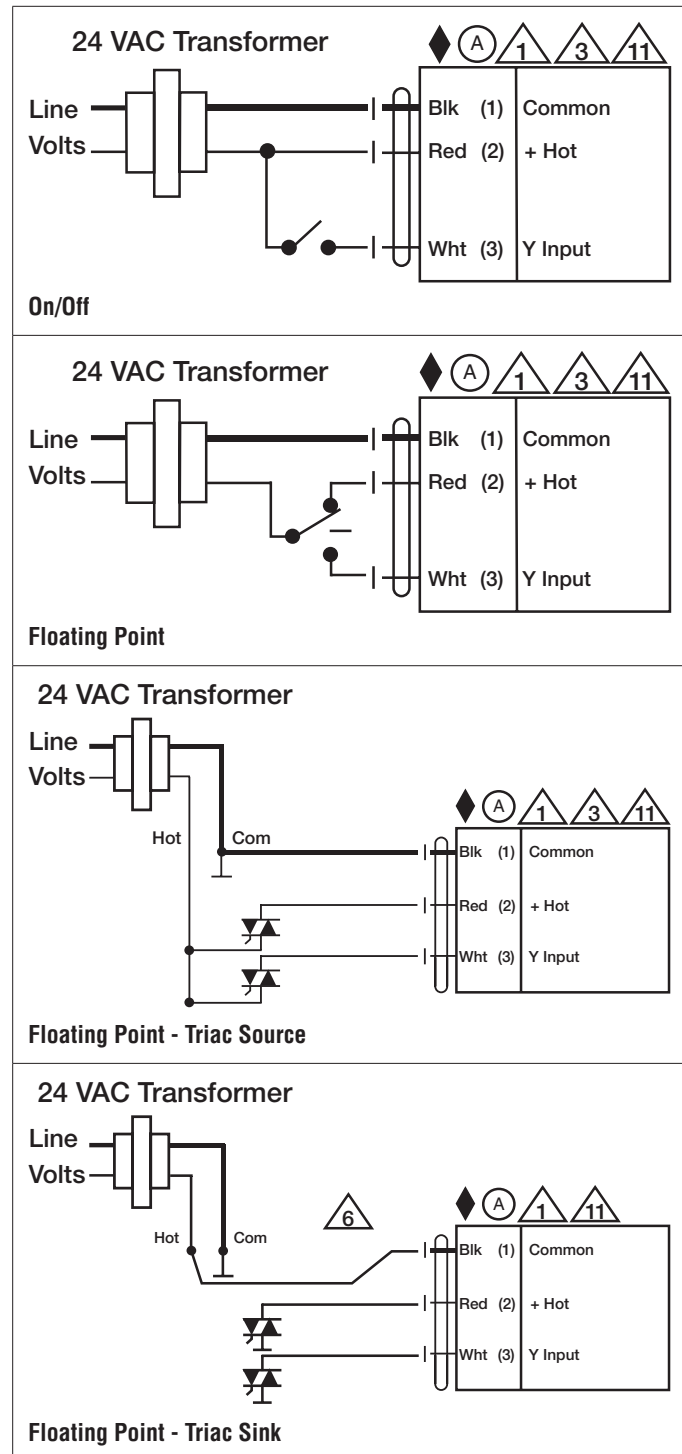 24 VAC Transformer
A 1 3 11
Line
Volts
Blk (1) Common
Red (2) + Hot
Wht (3) Y Input
On/Off
24 VAC Transformer
A 1 3 11
Line
Volts
Blk (1) Common
Red (2) + Hot
Wht (3) Y Input
Floating Point
24 VAC Transformer
Line
Volts
A 1 3 11
Hot Com
Blk (1) Common
Red (2) + Hot
Wht (3) Y Input
Floating Point - Triac Source
24 VAC Transformer
Line
Volts
6
A 1 11
Hot Com
Blk (1) Common
Red (2) + Hot
Wht (3) Y Input
Floating Point - Triac Sink